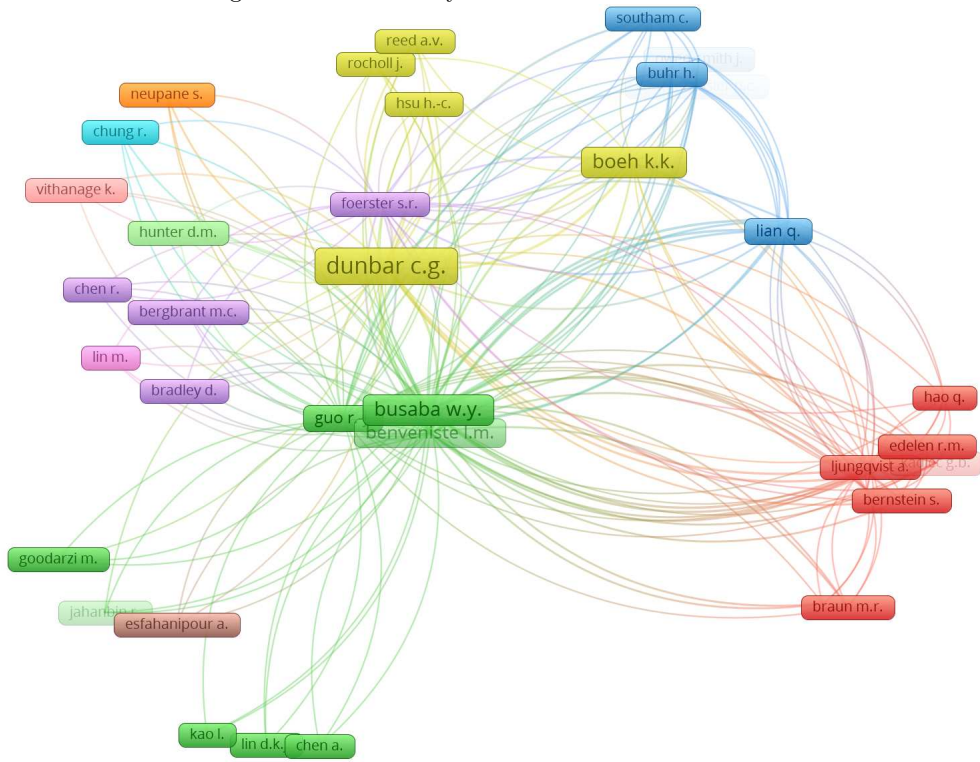 southam c.
reed a.v.
rocholl j.
buhr h.
neupane s.
hsu h.-c.
chung r.
boeh k.k.
vithanage k.
foerster s.r.
hunter d.m.
lian q.
dunbar c.g.
chen r.
bergbrant m.c.
lin m.
bradley d.
hao q.
busaba w.y.
guo r.
benveniste l.m.
edelen r.m.
ljungqvist a.
bernstein s.
goodarzi m.
braun m.r.
esfahanipour a.
kao l.
lin d.k.
chen a.